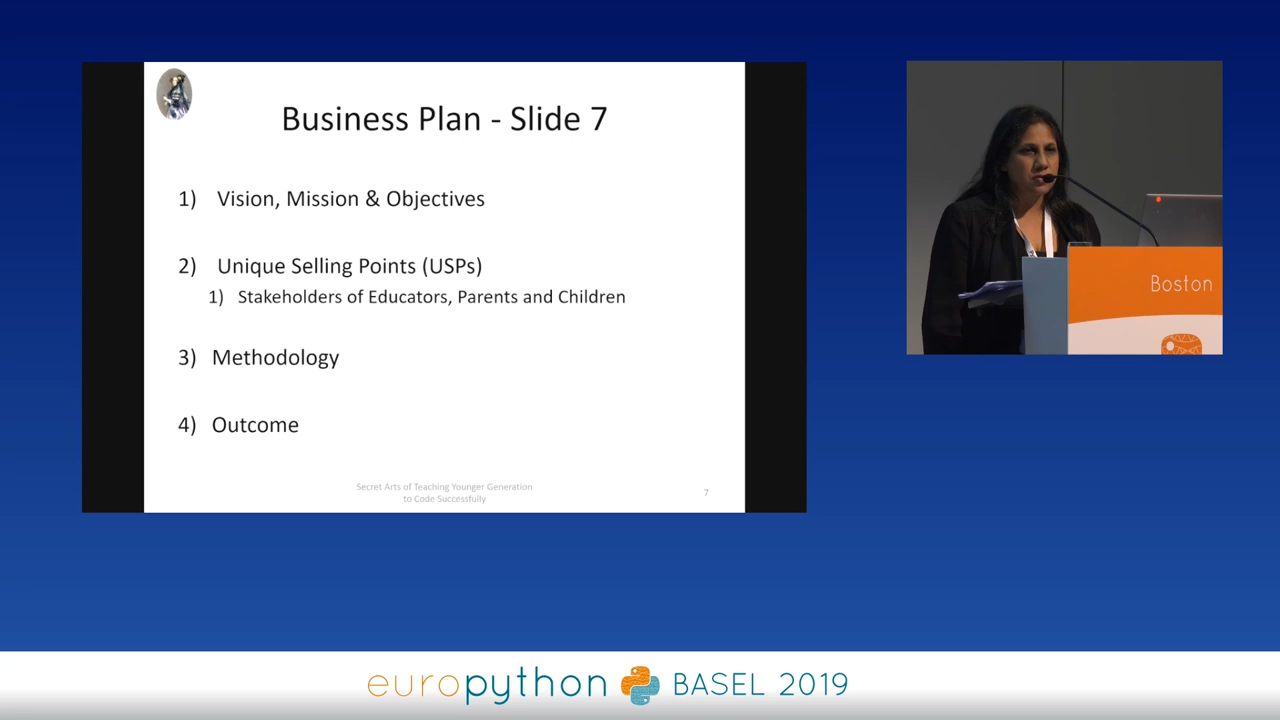 Business Plan - Slide 7
1) Vision, Mission & Objectives
2) Unique Selling Points (USPs)
1) Stakeholders of Educators, Parents and Children
3) Methodology
4) Outcome
Secret Arts of Teaching Younger Generation
to Code Successfully
7
Boston
europython BASEL 2019